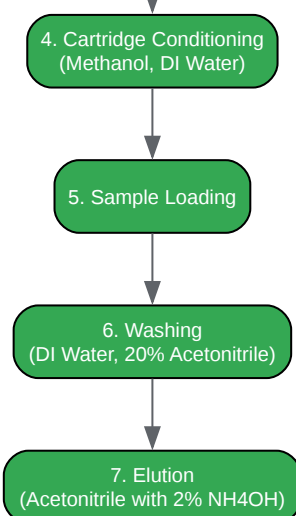 4. Cartridge Conditioning
(Methanol, DI Water)
5. Sample Loading
6. Washing
(DI Water, 20% Acetonitrile)
7. Elution
(Acetonitrile with 2% NH4OH)